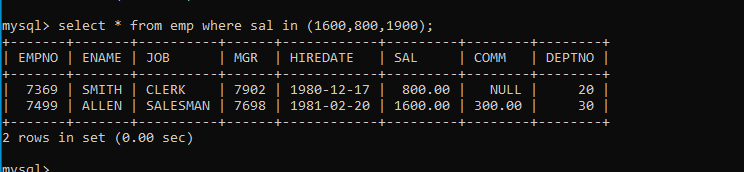 mysql> select * from emp where sal in (1600,800,1900);
+-------+-------+----------+------+------------+---------+--------+--------+
| EMPNO | ENAME | JOB      | MGR  | HIREDATE   | SAL     | COMM   | DEPTNO |
+-------+-------+----------+------+------------+---------+--------+--------+
|  7369 | SMITH | CLERK    | 7902 | 1980-12-17 |  800.00 |   NULL |     20 |
|  7499 | ALLEN | SALESMAN | 7698 | 1981-02-20 | 1600.00 | 300.00 |     30 |
+-------+-------+----------+------+------------+---------+--------+--------+
2 rows in set (0.00 sec)
mysql>